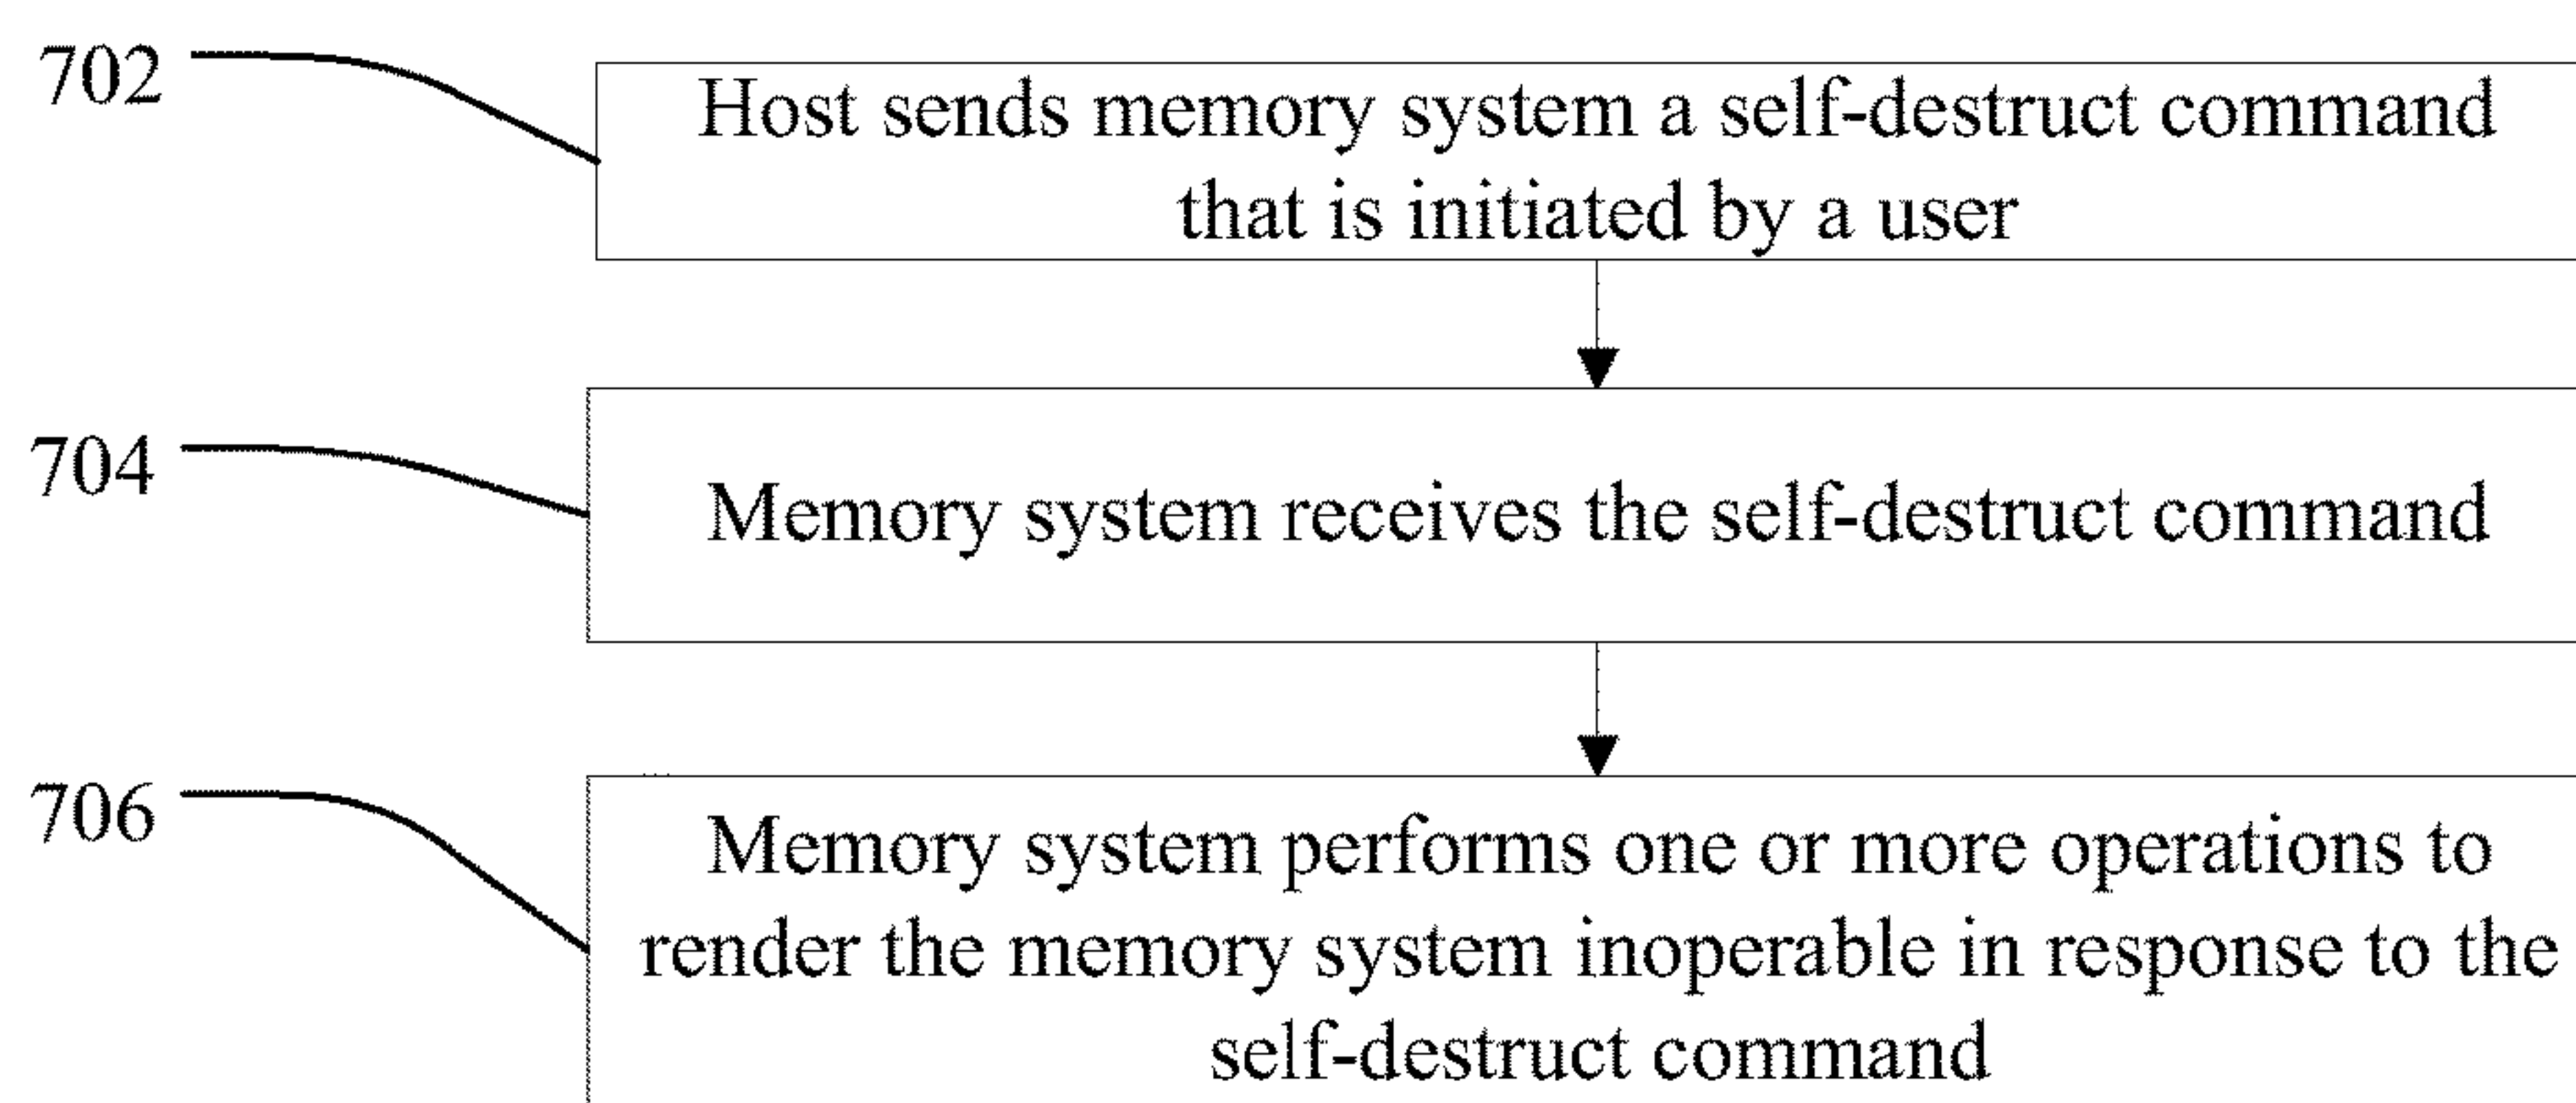 702
Host sends memory system a self-destruct command
that is initiated by a user
704
Memory system receives the self-destruct command
706
Memory system performs one or more operations to
render the memory system inoperable in response to the
self-destruct command